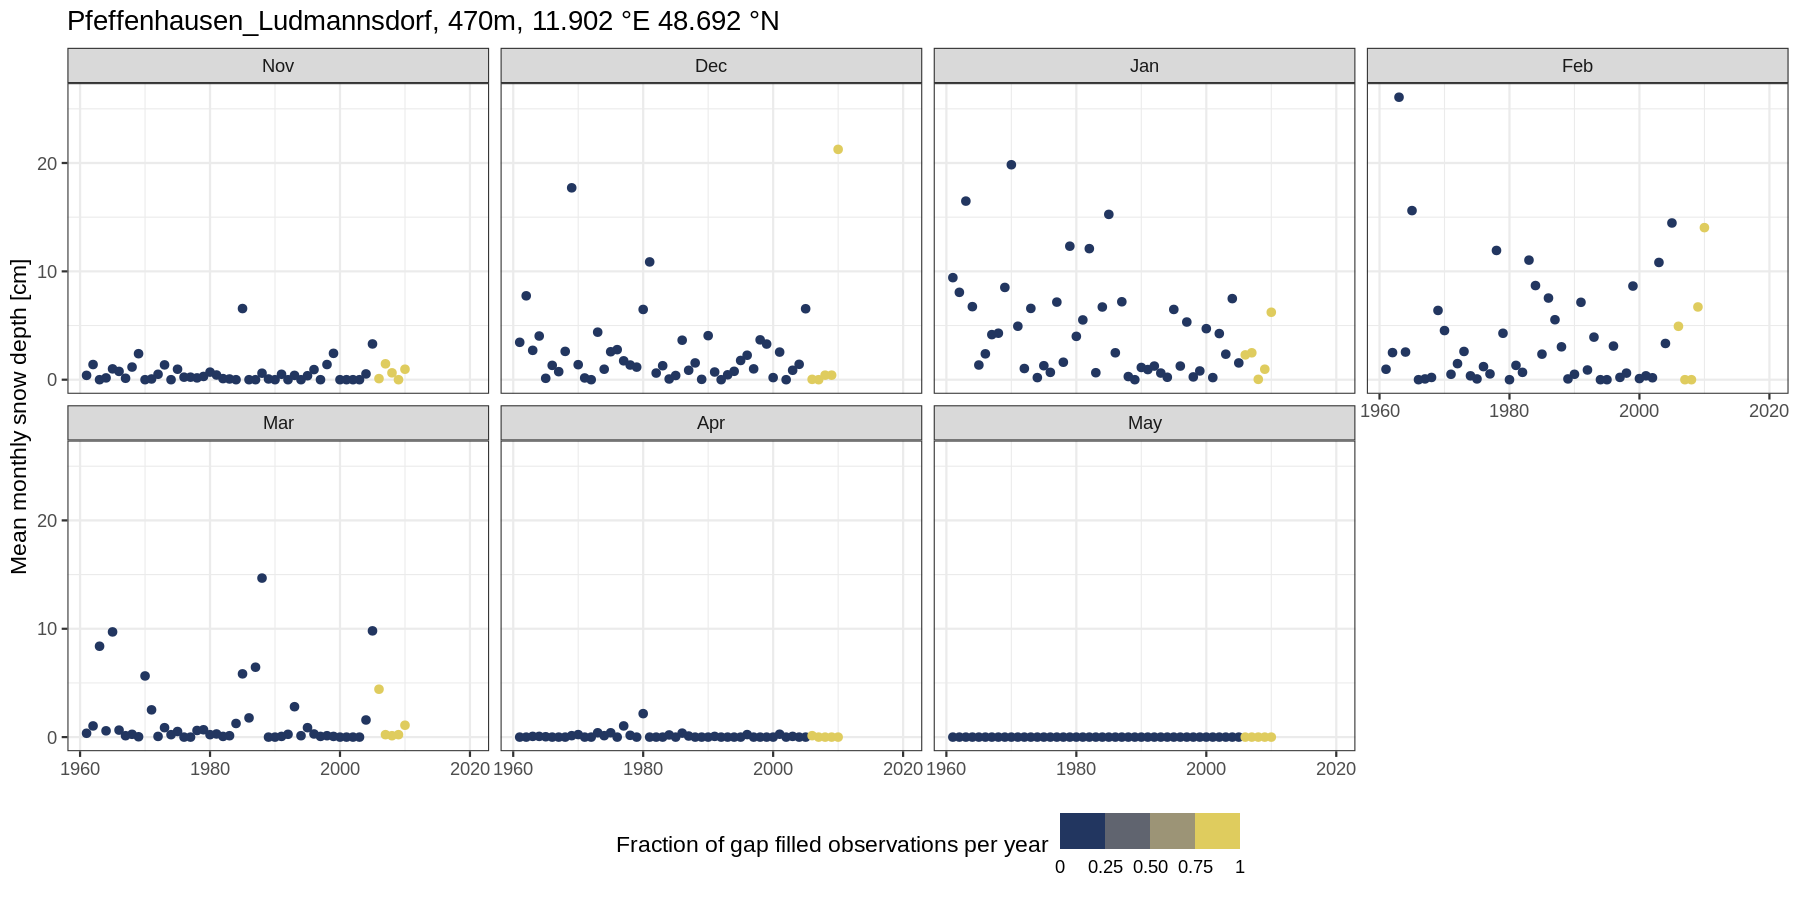 Pfeffenhausen_Ludmannsdorf, 470m, 11.902 °E 48.692 °N
Nov Dec Jan Feb
20
10
0
1960 1980 2000 2020
Mar Apr May
20
10
0
1960 1980 2000 2020 1960 1980 2000 2020 1960 1980 2000 2020
Mean monthly snow depth [cm]
Fraction of gap filled observations per year
0 0.25 0.50 0.75 1